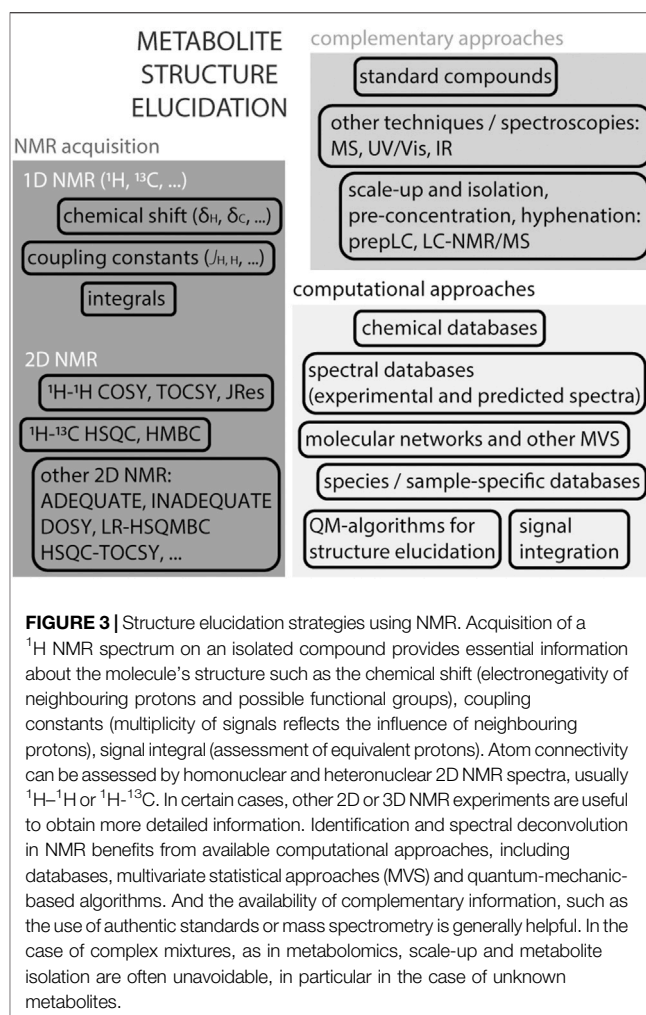 METABOLITE
STRUCTURE
ELUCIDATION
NMR acquisition
1D NMR (¹H, ¹³C, ...)
chemical shift (δH, δC, ...)
coupling constants (JH, H, ...)
integrals
2D NMR
¹H-¹H COSY, TOCSY, JRes
¹H-¹³C HSQC, HMBC
other 2D NMR:
ADEQUATE, INADEQUATE
DOSY, LR-HSQMBC
HSQC-TOCSY, ...
complementary approaches
standard compounds
other techniques / spectroscopies:
MS, UV/Vis, IR
scale-up and isolation,
pre-concentration, hyphenation:
prepLC, LC-NMR/MS
computational approaches
chemical databases
spectral databases
(experimental and predicted spectra)
molecular networks and other MVS
species / sample-specific databases
QM-algorithms for
structure elucidation
signal
integration
FIGURE 3 | Structure elucidation strategies using NMR. Acquisition of a
¹H NMR spectrum on an isolated compound provides essential information
about the molecule's structure such as the chemical shift (electronegativity of
neighbouring protons and possible functional groups), coupling
constants (multiplicity of signals reflects the influence of neighbouring
protons), signal integral (assessment of equivalent protons). Atom connectivity
can be assessed by homonuclear and heteronuclear 2D NMR spectra, usually
¹H–¹H or ¹H-¹³C. In certain cases, other 2D or 3D NMR experiments are useful
to obtain more detailed information. Identification and spectral deconvolution
in NMR benefits from available computational approaches, including
databases, multivariate statistical approaches (MVS) and quantum-mechanic-
based algorithms. And the availability of complementary information, such as
the use of authentic standards or mass spectrometry is generally helpful. In the
case of complex mixtures, as in metabolomics, scale-up and metabolite
isolation are often unavoidable, in particular in the case of unknown
metabolites.